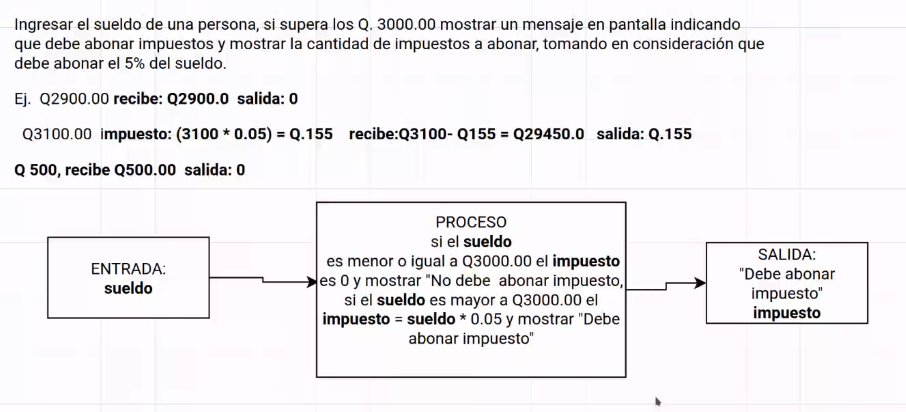 Ingresar el sueldo de una persona, si supera los Q. 3000.00 mostrar un mensaje en pantalla indicando
que debe abonar impuestos y mostrar la cantidad de impuestos a abonar, tomando en consideración que
debe abonar el 5% del sueldo.
Ej. Q2900.00 recibe: Q2900.0 salida: 0
Q3100.00 impuesto: (3100 * 0.05) = Q.155 recibe:Q3100- Q155 = Q29450.0 salida: Q.155
Q 500, recibe Q500.00 salida: 0
ENTRADA:
sueldo
PROCESO
si el sueldo
es menor o igual a Q3000.00 el impuesto
es 0 y mostrar "No debe abonar impuesto,
si el sueldo es mayor a Q3000.00 el
impuesto = sueldo * 0.05 y mostrar "Debe
abonar impuesto"
SALIDA:
"Debe abonar
impuesto"
impuesto